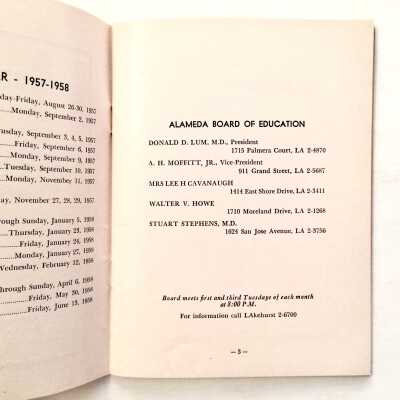 R - 1957-1958
day-Friday, August 26-30, 1957
Monday, September 2, 1957
uesday, September 3, 4, 5, 1957
Friday, September 6, 1957
Monday, September 9, 1957
Tuesday, September 10, 1957
Monday, November 11, 1957
day, November 27, 28, 29, 1957
hrough Sunday, January 5, 1958
Thursday, January 23, 1958
Friday, January 24, 1958
Monday, January 27, 1958
Wednesday, February 12, 1958
hrough Sunday, April 6, 1958
Friday, May 30, 1958
Friday, June 13, 1958
ALAMEDA BOARD OF EDUCATION
DONALD D. LUM, M.D., President
1715 Palmera Court, LA 2-4870
A. H. MOFFITT, JR., Vice-President
911 Grand Street, LA 2-5687
MRS LEE H CAVANAUGH
1414 East Shore Drive, LA 2-3411
WALTER V. HOWE
1710 Moreland Drive, LA 2-1268
STUART STEPHENS, M.D.
1624 San Jose Avenue, LA 2-3756
Board meets first and third Tuesdays of each month
at 8:00 P.M.
For information call LAkehurst 2-6700
— 3 —